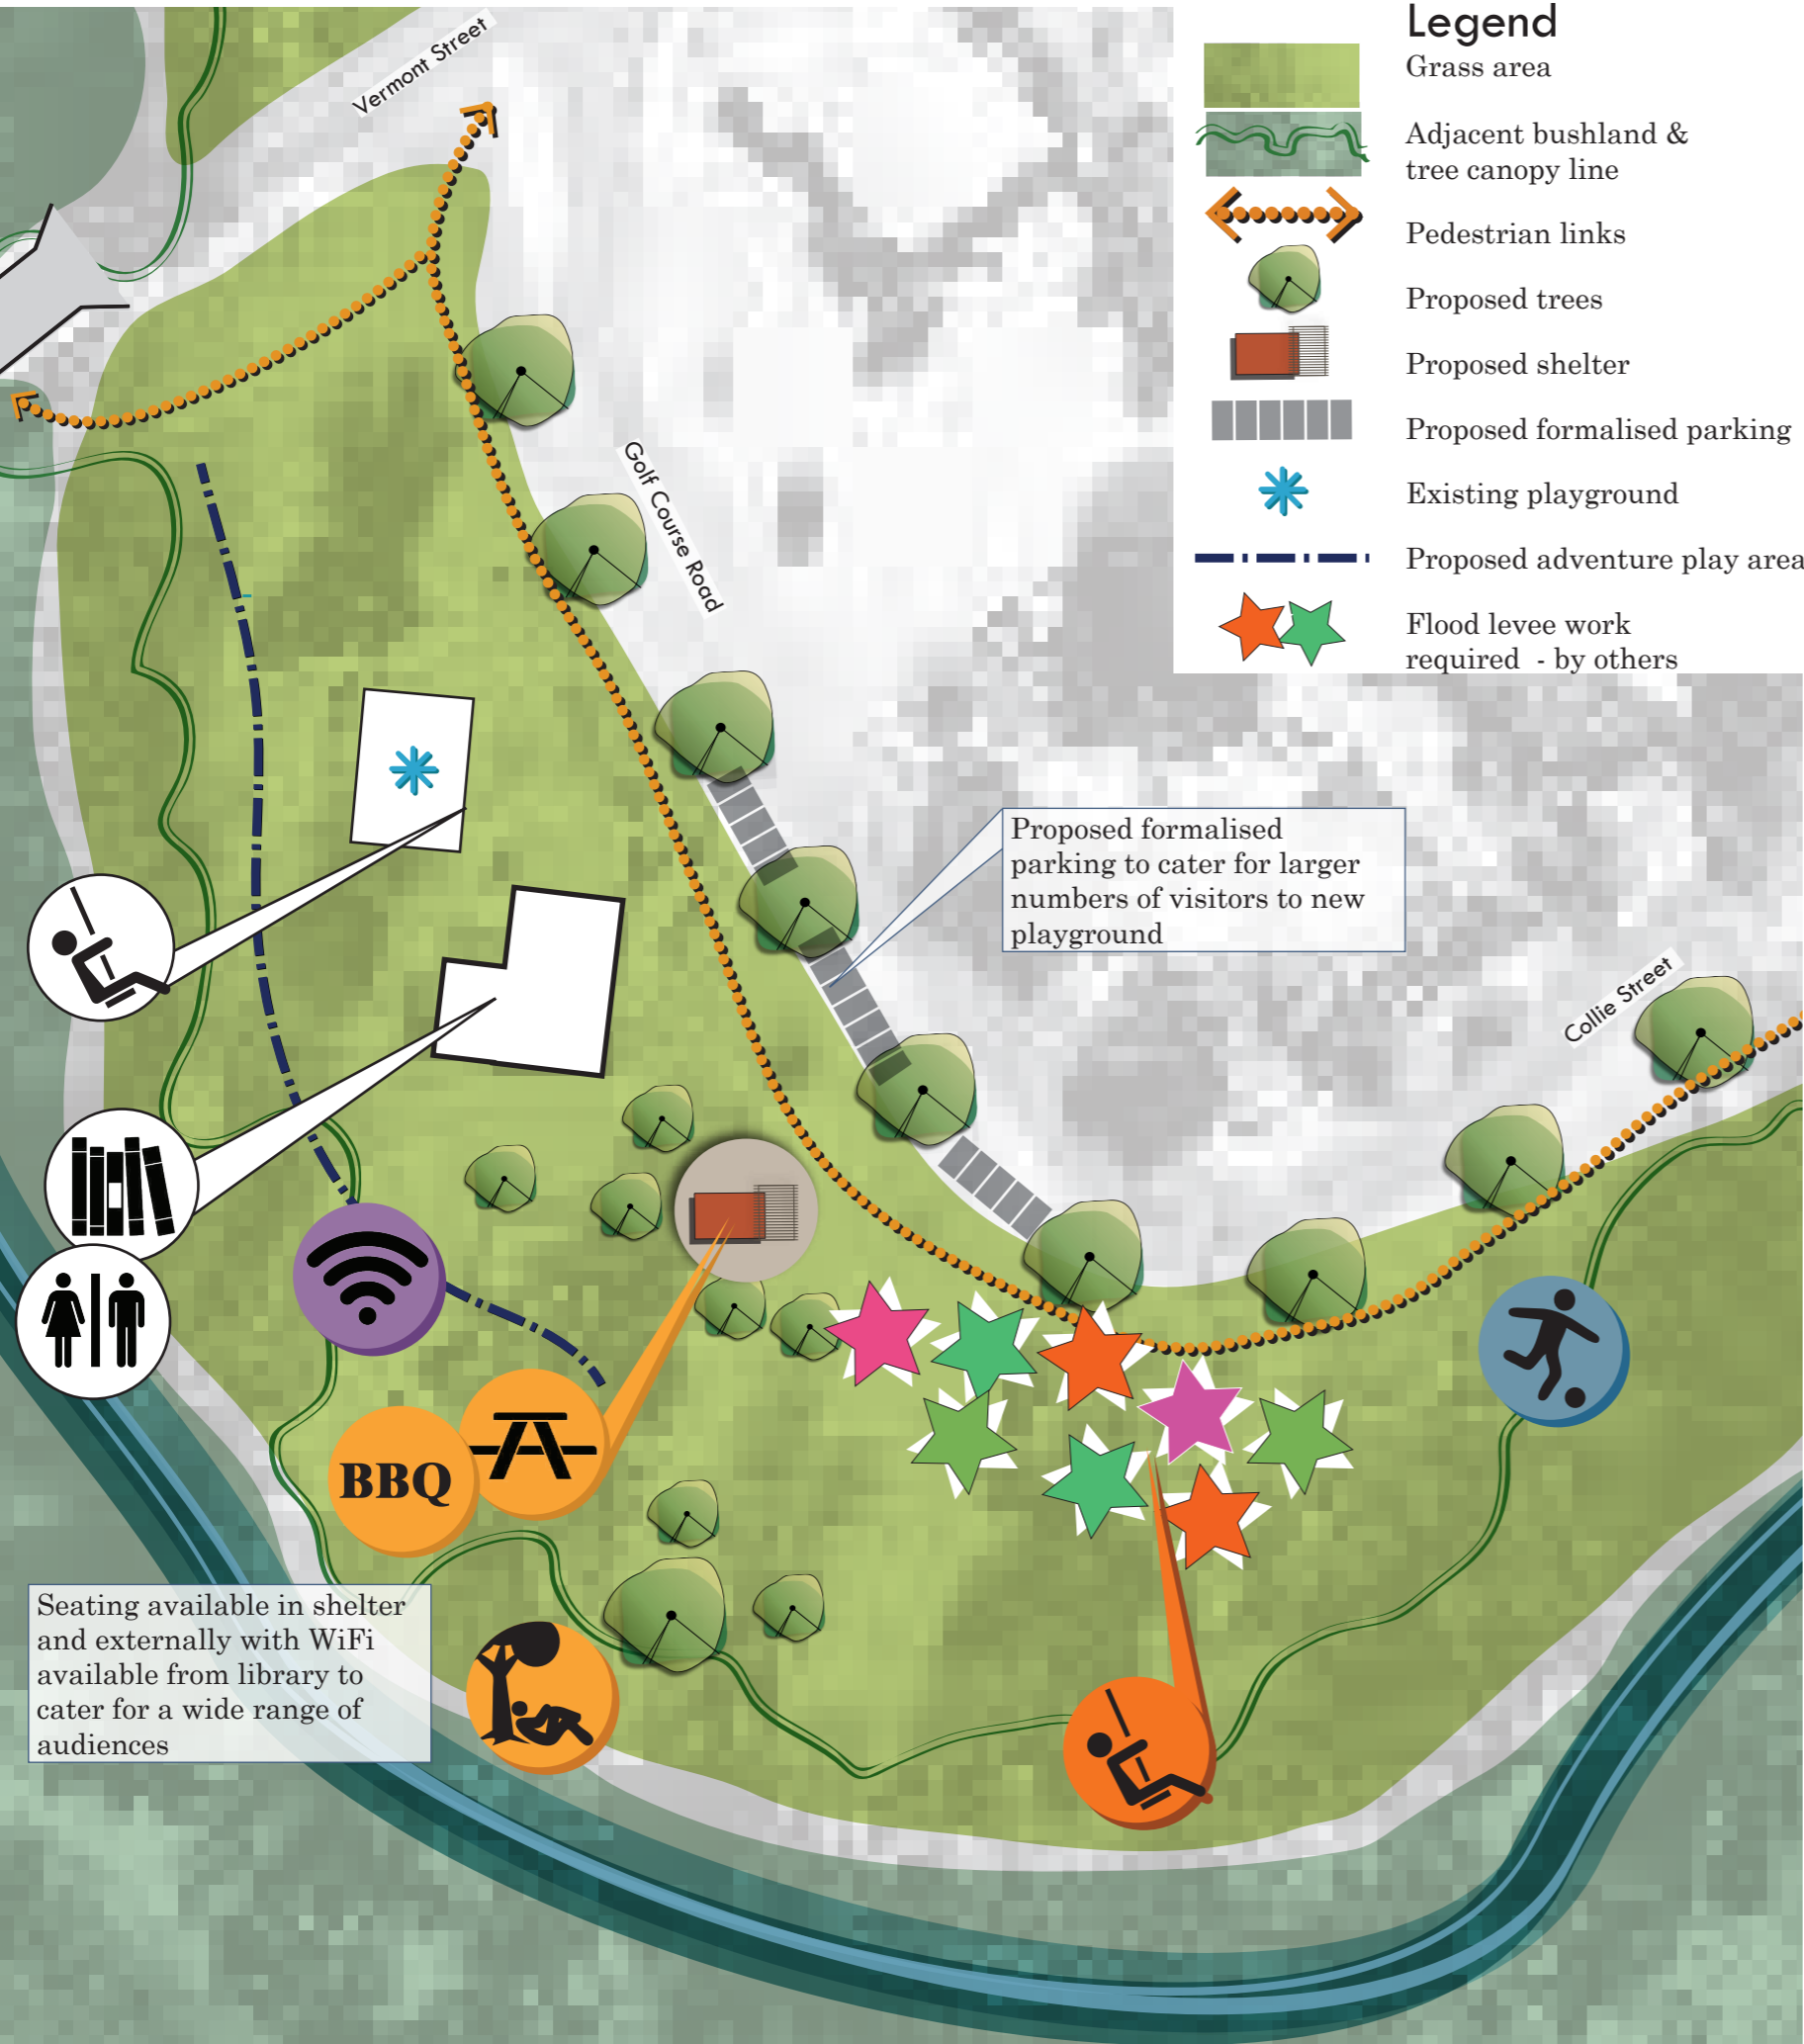 Legend
Grass area
Adjacent bushland &
tree canopy line
Pedestrian links
Proposed trees
Proposed shelter
Proposed formalised parking
Existing playground
Proposed adventure play area
Flood levee work
required - by others
Vermont Street
Golf Course Road
Proposed formalised
parking to cater for larger
numbers of visitors to new
playground
Collie Street
BBQ
Seating available in shelter
and externally with WiFi
available from library to
cater for a wide range of
audiences